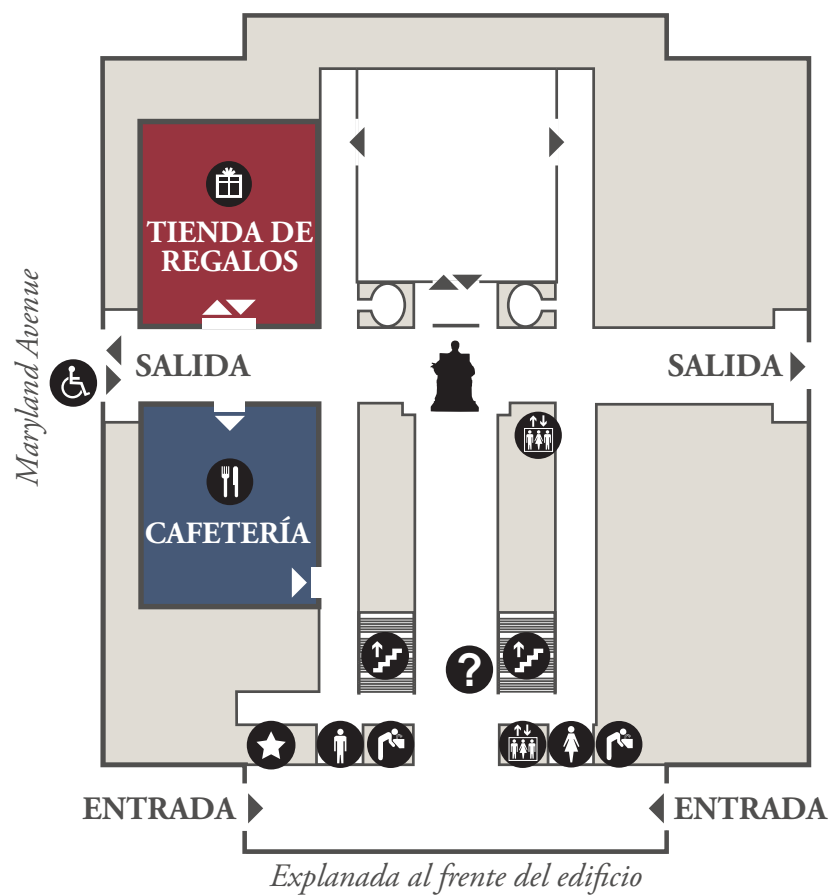 TIENDA DE
REGALOS
Maryland Avenue
SALIDA
SALIDA
CAFETERÍA
?
ENTRADA
ENTRADA
Explanada al frente del edificio